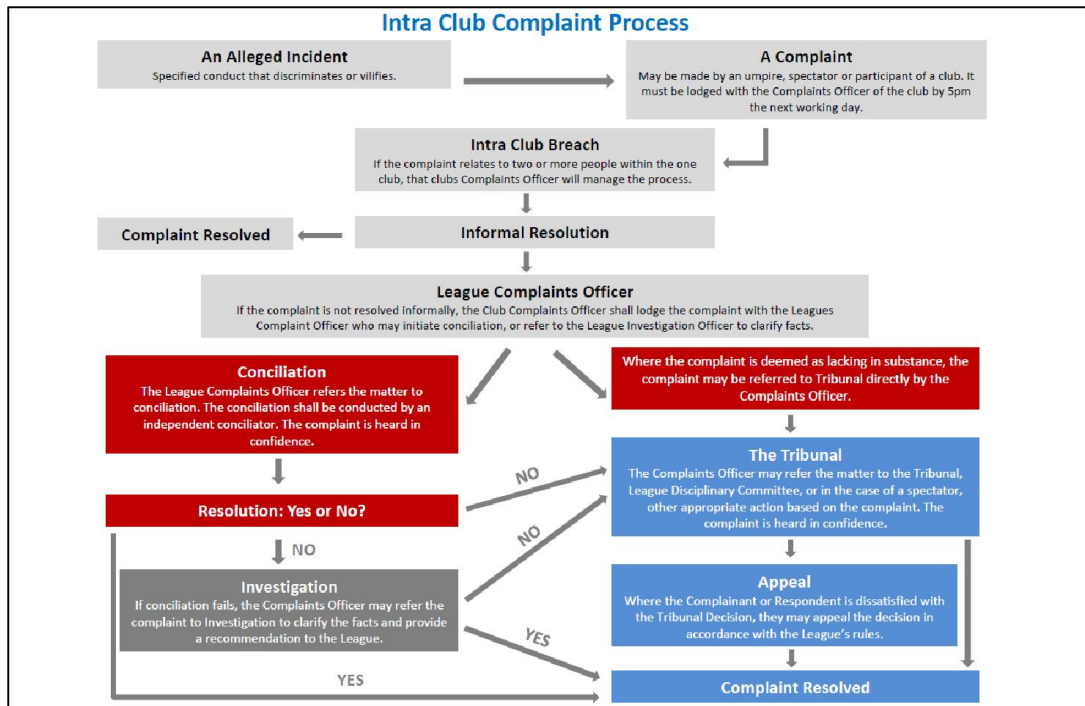 Intra Club Complaint Process
An Alleged Incident
Specified conduct that discriminates or vilifies.
A Complaint
May be made by an umpire, spectator or participant of a club. It
must be lodged with the Complaints Officer of the club by 5pm
the next working day.
Intra Club Breach
If the complaint relates to two or more people within the one
club, that clubs Complaints Officer will manage the process.
Complaint Resolved
Informal Resolution
League Complaints Officer
If the complaint is not resolved informally, the Club Complaints Officer shall lodge the complaint with the Leagues
Complaint Officer who may initiate conciliation, or refer to the League Investigation Officer to clarify facts.
Conciliation
The League Complaints Officer refers the matter to
conciliation. The conciliation shall be conducted by an
independent conciliator. The complaint is heard in
confidence.
Where the complaint is deemed as lacking in substance, the
complaint may be referred to Tribunal directly by the
Complaints Officer.
The Tribunal
The Complaints Officer may refer the matter to the Tribunal,
League Disciplinary Committee, or in the case of a spectator,
other appropriate action based on the complaint. The
complaint is heard in confidence.
NO
Resolution: Yes or No?
NO
NO
Investigation
If conciliation fails, the Complaints Officer may refer the
complaint to Investigation to clarify the facts and provide
a recommendation to the League.
Appeal
Where the Complainant or Respondent is dissatisfied with
the Tribunal Decision, they may appeal the decision in
accordance with the League's rules.
YES
YES
Complaint Resolved